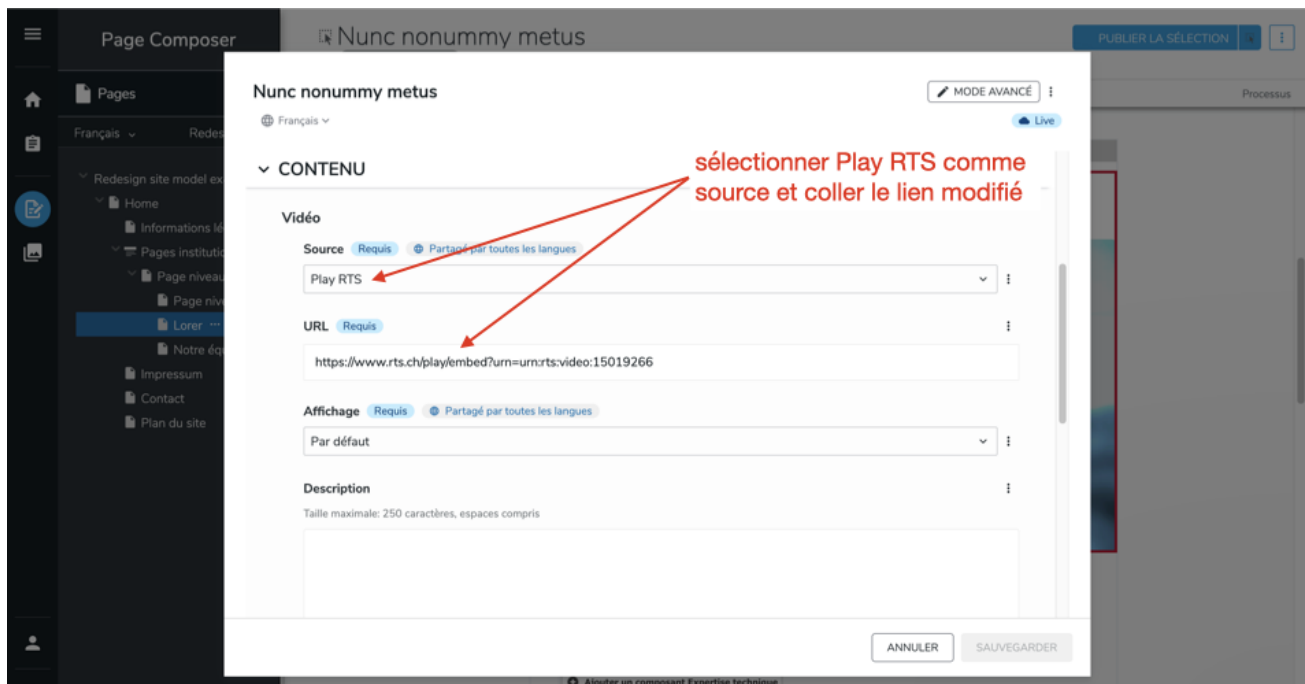 Page Composer
Nunc nonummy metus
PUBLIER LA SÉLECTION
Pages
Nunc nonummy metus
MODE AVANCÉ
Processus
Français
Redes
Français
Live
CONTENU
sélectionner Play RTS comme
source et coller le lien modifié
Redesign site model ex
Home
Informations lé
Pages institutio
Page niveau
Page nive
Lorer ···
Notre équ
Impressum
Contact
Plan du site
Vidéo
Source Requis Partagé par toutes les langues
Play RTS
URL Requis
https://www.rts.ch/play/embed?urn=urn:rts:video:15019266
Affichage Requis Partagé par toutes les langues
Par défaut
Description
Taille maximale: 250 caractères, espaces compris
ANNULER
SAUVEGARDER
Ajouter un composant Expertise technique